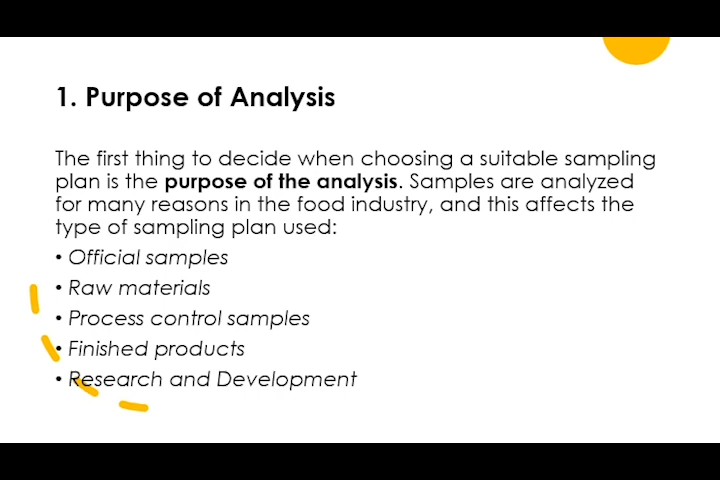 1. Purpose of Analysis
The first thing to decide when choosing a suitable sampling
plan is the purpose of the analysis. Samples are analyzed
for many reasons in the food industry, and this affects the
type of sampling plan used:
• Official samples
• Raw materials
• Process control samples
• Finished products
• Research and Development